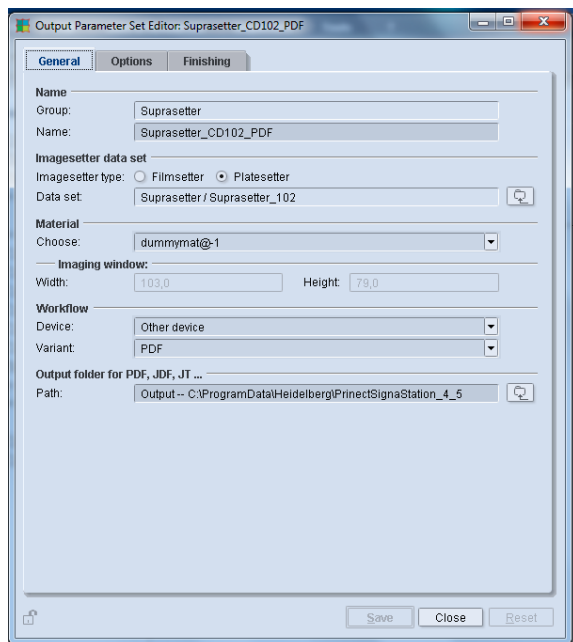 Output Parameter Set Editor: Suprasetter_CD102_PDF
General Options Finishing
Name
Group: Suprasetter
Name: Suprasetter_CD102_PDF
Imagesetter data set
Imagesetter type: Filmsetter Platesetter
Data set: Suprasetter / Suprasetter_102
Material
Choose: dummymat@-1
Imaging window:
Width: 103,0 Height: 79,0
Workflow
Device: Other device
Variant: PDF
Output folder for PDF, JDF, JT ...
Path: Output -- C:\ProgramData\Heidelberg\PrinectSignaStation_4_5
Save Close Reset